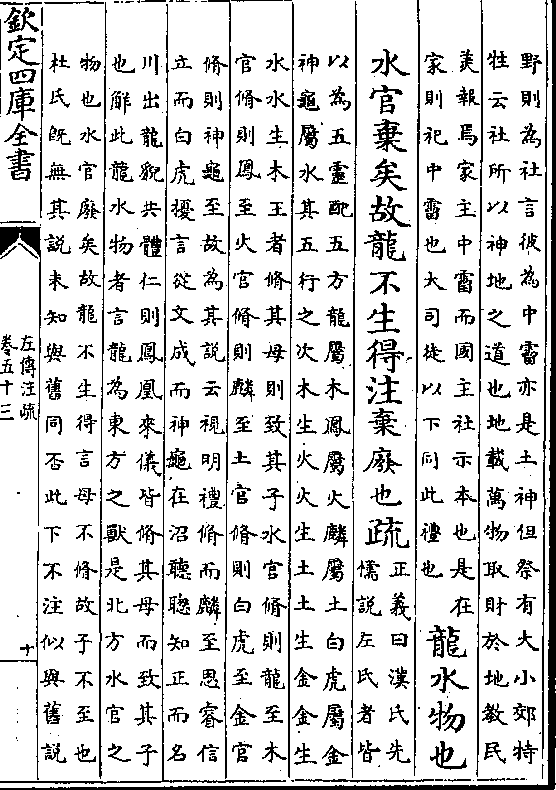 野則為社言彼為中霤亦是土神但祭有大小郊特
牲云社所以神地之道也地載萬物取財於地教民
美報焉家主中霤而國主社示本也是在
家則祀中霤也大司徒以下同此禮也
龍水物也
水官棄矣故龍不生得注棄廢也疏
正義曰漢氏先
儒說左氏者皆
以為五靈配五方龍屬木鳳屬火麟屬土白虎屬金
神龜屬水其五行之次木生火火生土土生金金生
水水生木王者脩其母則致其子水官脩則龍至木
官脩則鳳至火官脩則麟至土官脩則白虎至金官
脩則神龜至故為其說云視明禮脩而麟至思睿信
立而白虎擾言從文成而神龜在沼聽聰知正而名
川出龍貌共體仁則鳳凰來儀皆脩其母而致其子
也解此龍水物者言龍為東方之獸是北方水官之
物也水官廢矣故龍不生得言母不脩故子不至也
杜氏既無其說未知與舊同否此下不注似與舊說
欽定四庫全書
左傳注疏
卷五十三
十